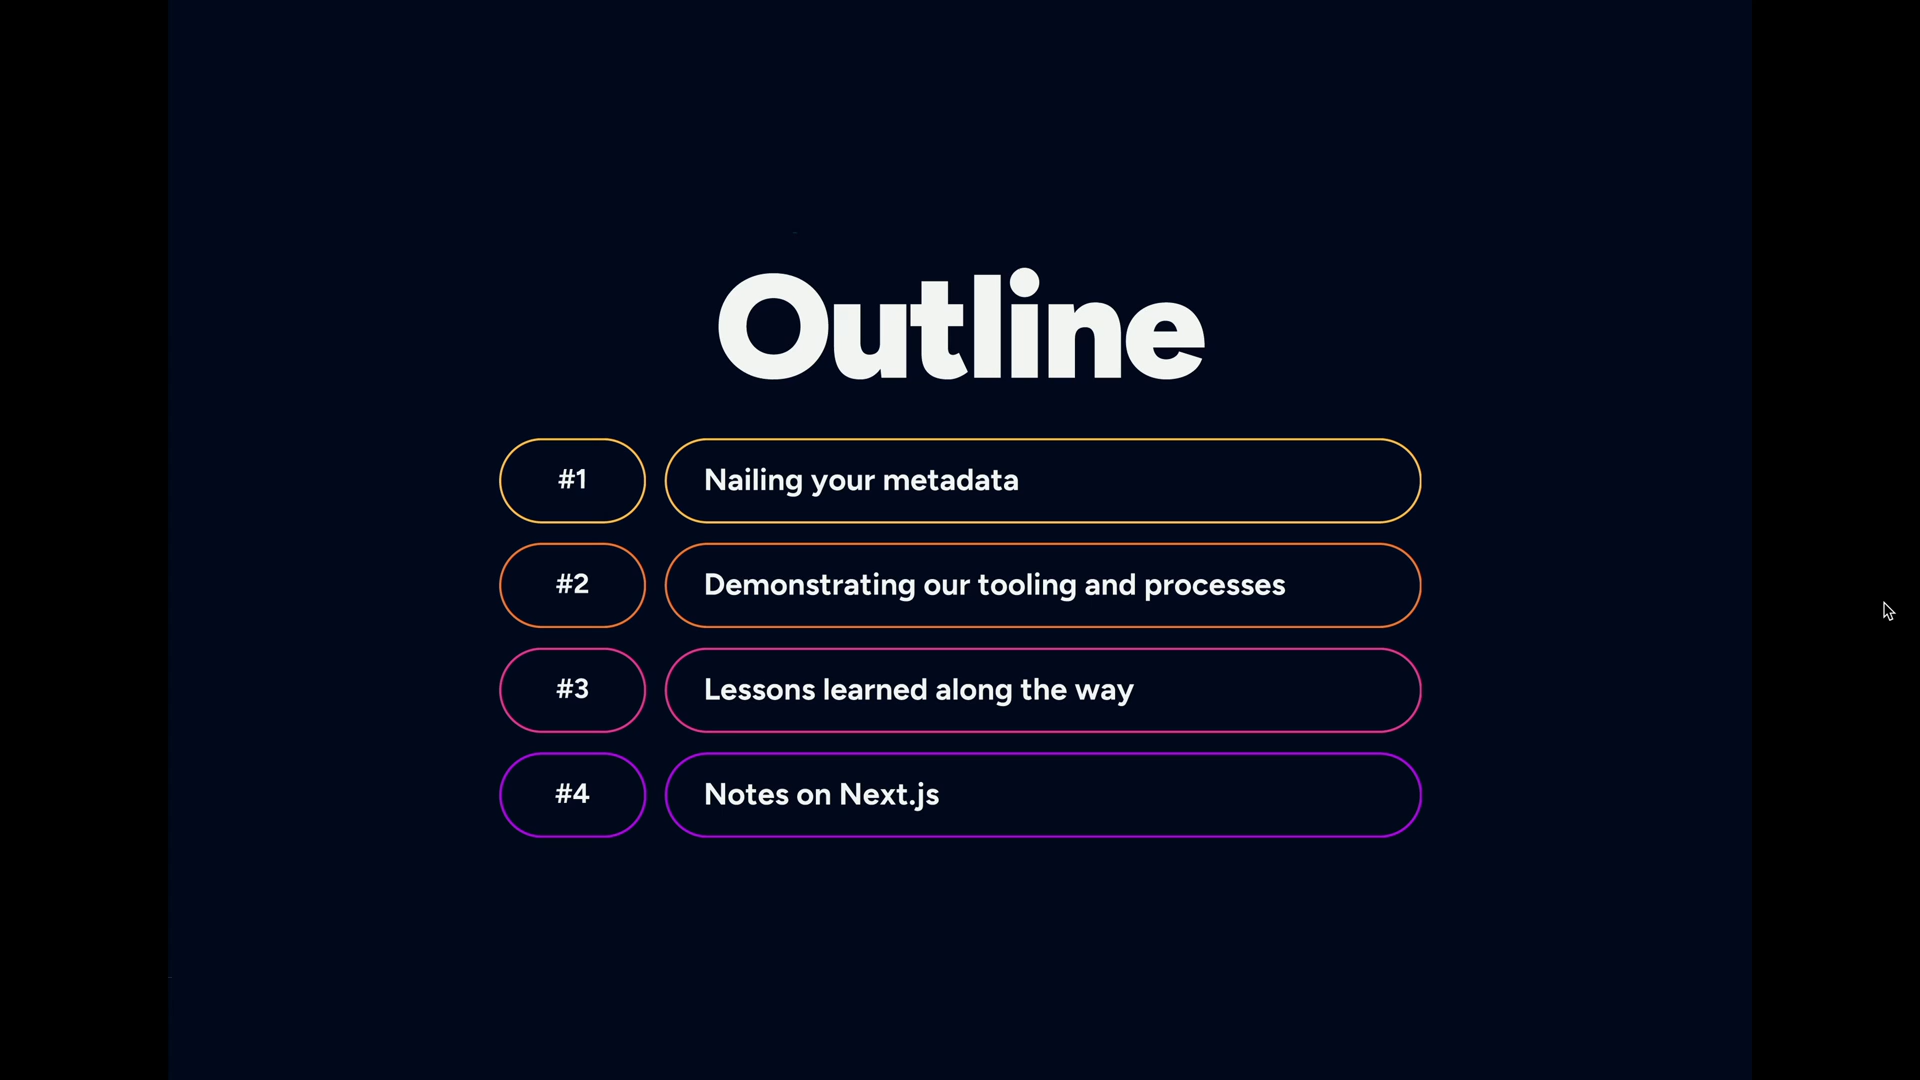 Outline
#1 Nailing your metadata
#2 Demonstrating our tooling and processes
#3 Lessons learned along the way
#4 Notes on Next.js